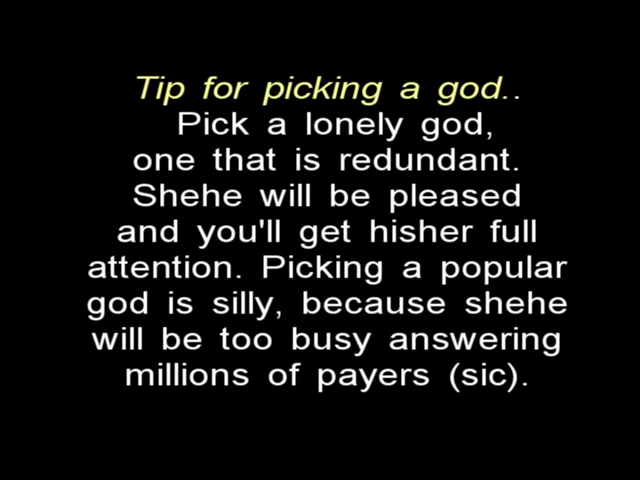 Tip for picking a god..
Pick a lonely god,
one that is redundant.
Shehe will be pleased
and you'll get hisher full
attention. Picking a popular
god is silly, because shehe
will be too busy answering
millions of payers (sic).